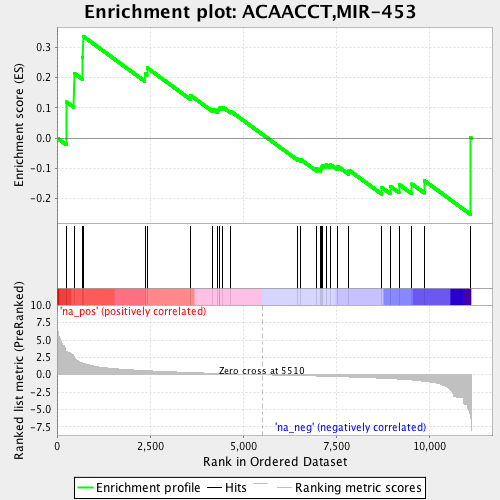 Enrichment plot: ACAACCT,MIR-453
Enrichment score (ES)
0.3
0.2
0.1
0.0
-0.1
-0.2
Ranked list metric (PreRanked)
10.0
7.5
5.0
2.5
0.0
-2.5
-5.0
-7.5
'na_pos' (positively correlated)
Zero cross at 5510
'na_neg' (negatively correlated)
0
2,500
5,000
7,500
10,000
Rank in Ordered Dataset
Enrichment profile
Hits
Ranking metric scores